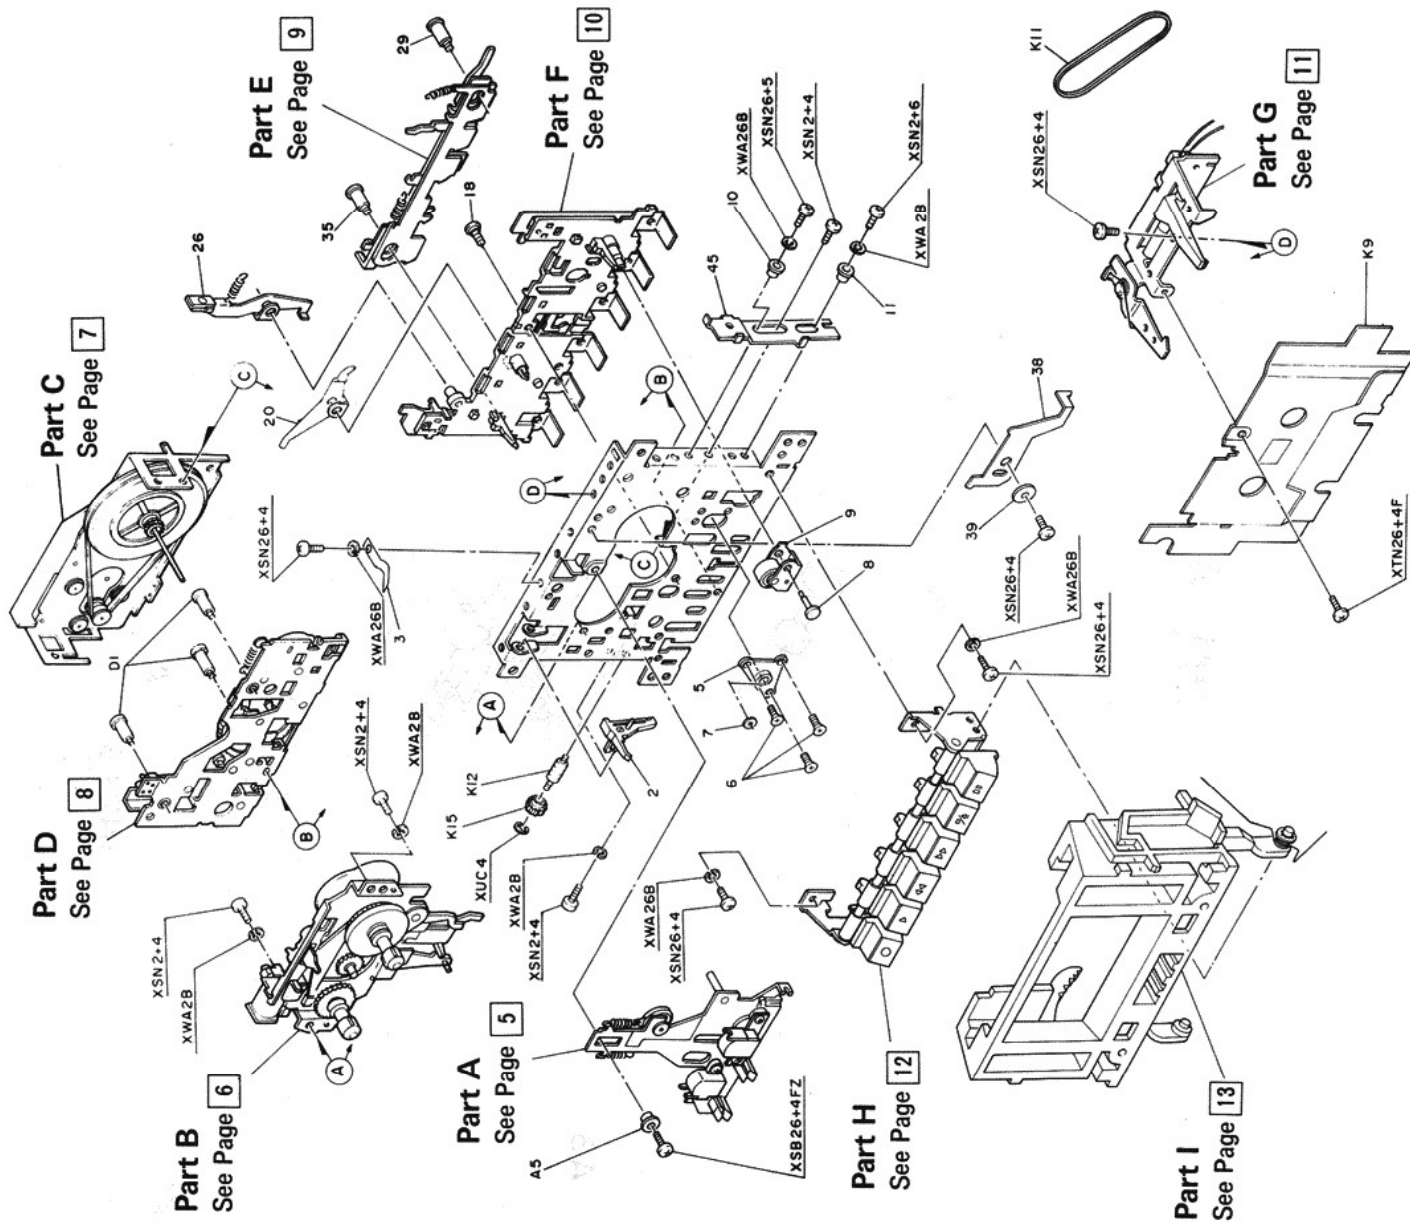 Part B
See Page 6
Part D
See Page 8
Part C
See Page 7
Part E
See Page 9
Part F
See Page 10
Part A
See Page 5
Part H
See Page 12
Part I
See Page 13
Part G
See Page 11
XSN2+4
XWA2B
A
XSN2+4
XWA2B
B
D1
XSN26+4
XWA26B
3
C
20
26
35
29
18
A5
XSB26+4FZ
XSN2+4
XWA2B
XUC4
K15
K12
2
A
D
C
B
45
10
XWA26B
XSN26+5
XSN2+4
XSN2+6
XWA2B
11
5
7
6
8
9
38
39
XSN26+4
XWA26B
XSN26+4
XWA26B
XSN26+4
XTN26+4F
K9
D
XSN26+4
K11